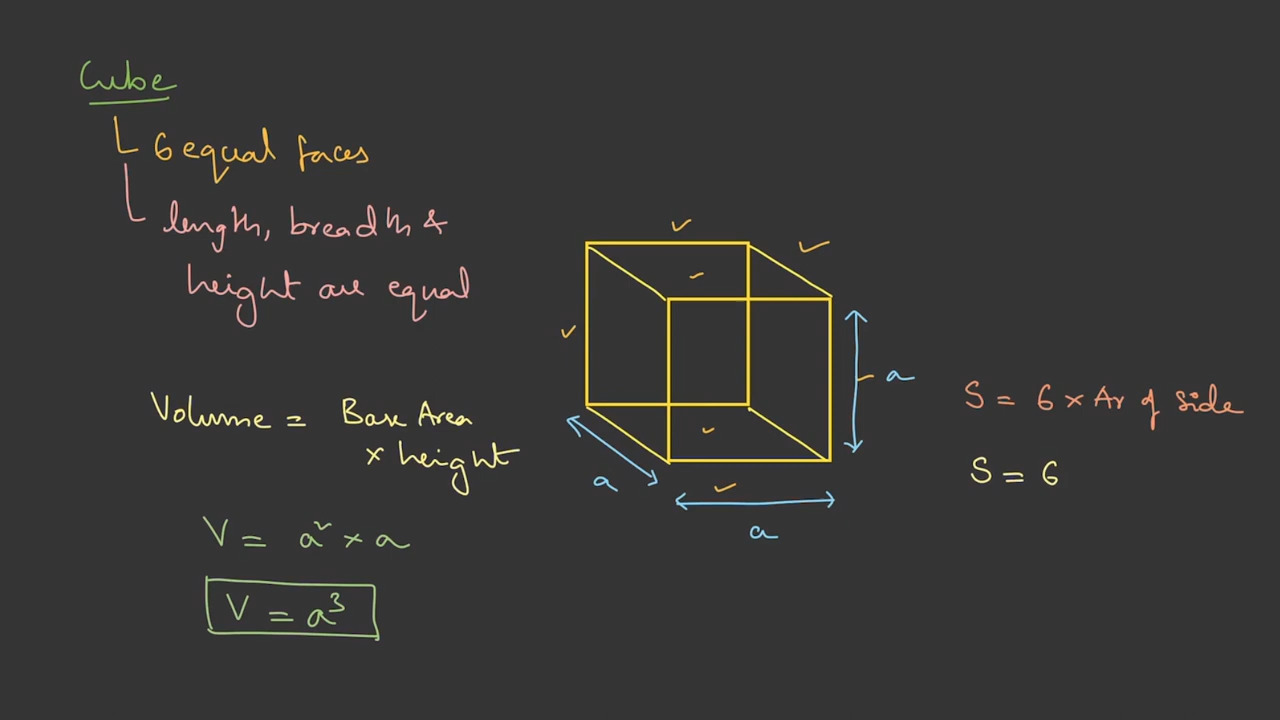 Cube
6 equal faces
length, breadth &
height are equal
Volume = Base Area
x height
V = a² x a
V = a³
a
a
a
S = 6 x Ar of side
S = 6